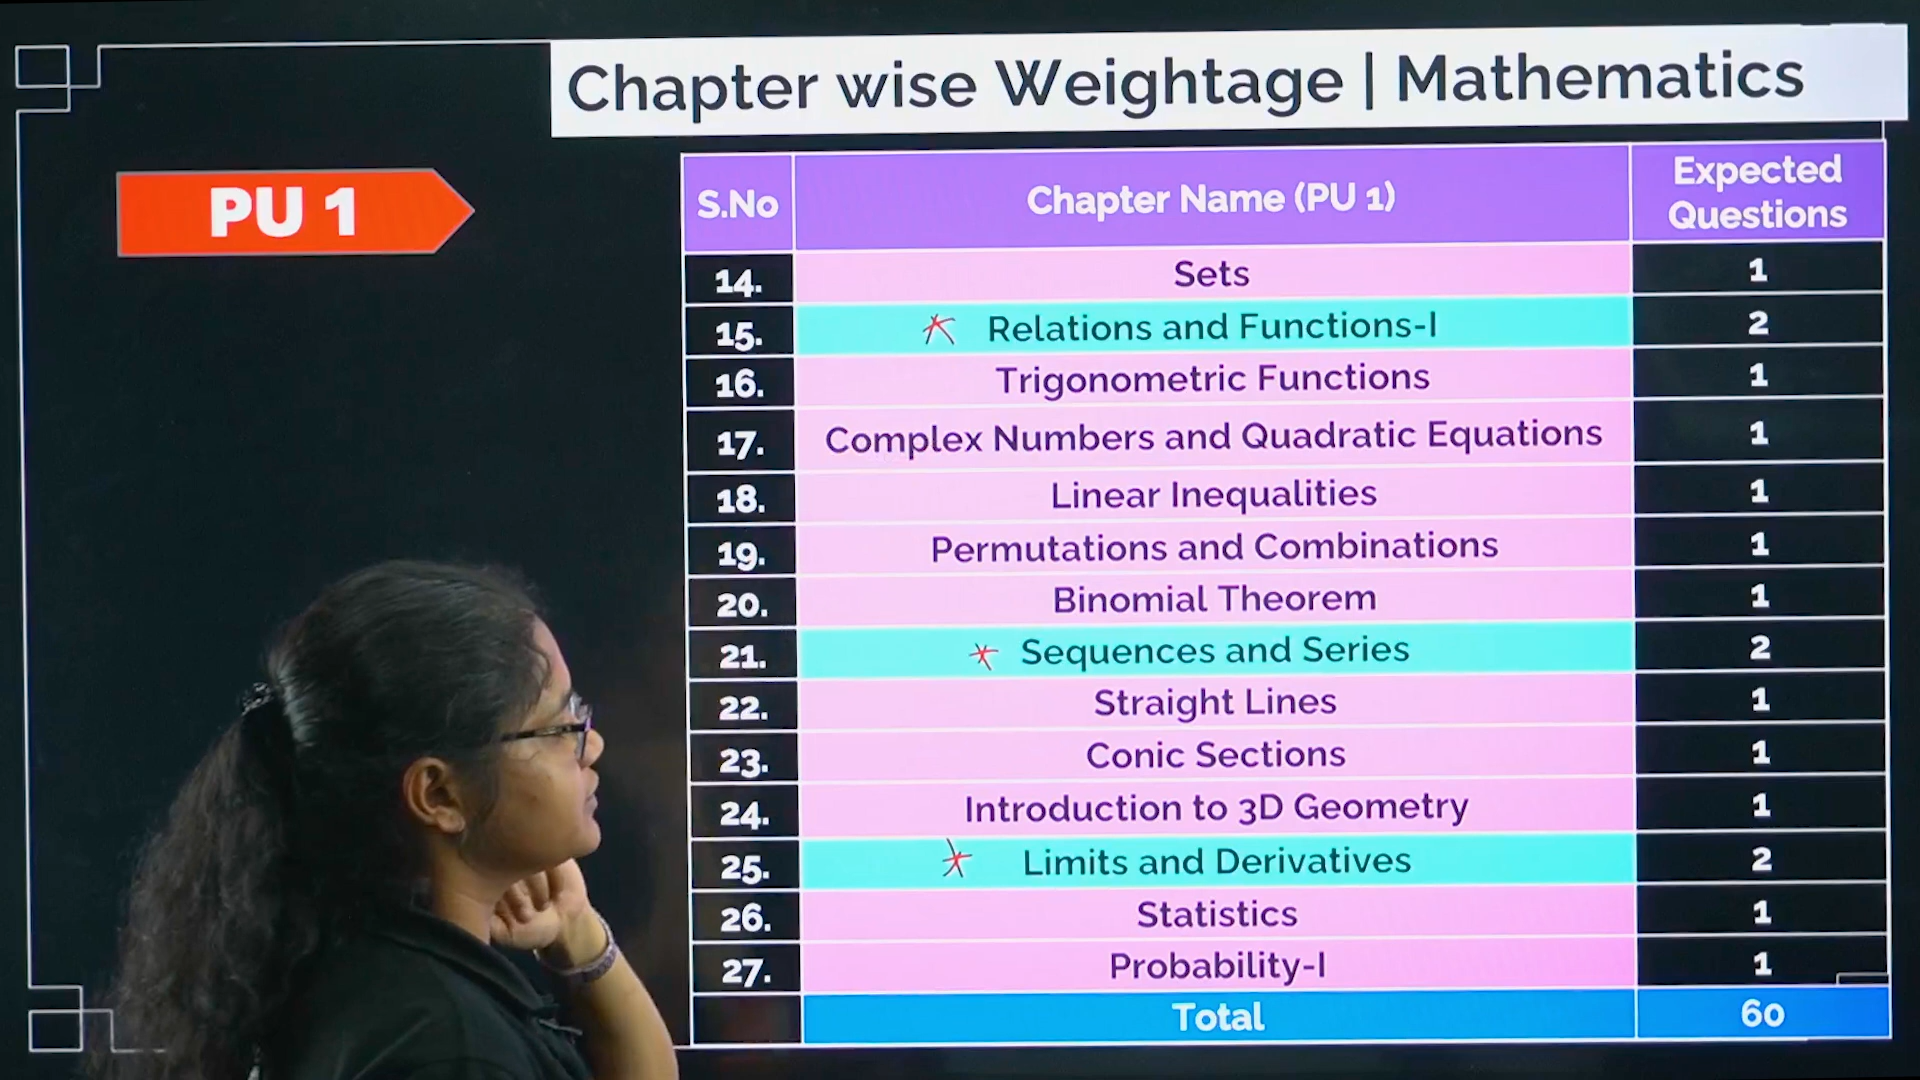 Chapter wise Weightage | Mathematics
PU 1
S.No Chapter Name (PU 1) Expected Questions
14. Sets 1
15. Relations and Functions-I 2
16. Trigonometric Functions 1
17. Complex Numbers and Quadratic Equations 1
18. Linear Inequalities 1
19. Permutations and Combinations 1
20. Binomial Theorem 1
21. Sequences and Series 2
22. Straight Lines 1
23. Conic Sections 1
24. Introduction to 3D Geometry 1
25. Limits and Derivatives 2
26. Statistics 1
27. Probability-I 1
Total 60